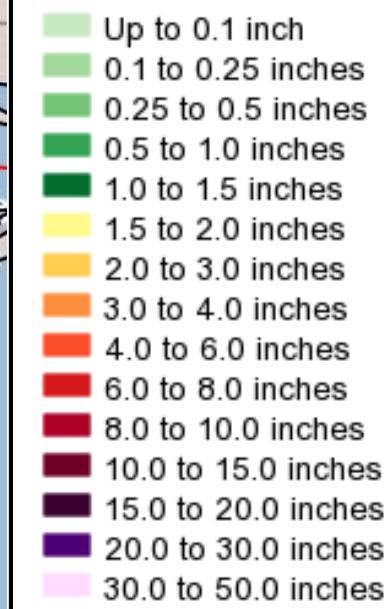 Up to 0.1 inch
0.1 to 0.25 inches
0.25 to 0.5 inches
0.5 to 1.0 inches
1.0 to 1.5 inches
1.5 to 2.0 inches
2.0 to 3.0 inches
3.0 to 4.0 inches
4.0 to 6.0 inches
6.0 to 8.0 inches
8.0 to 10.0 inches
10.0 to 15.0 inches
15.0 to 20.0 inches
20.0 to 30.0 inches
30.0 to 50.0 inches